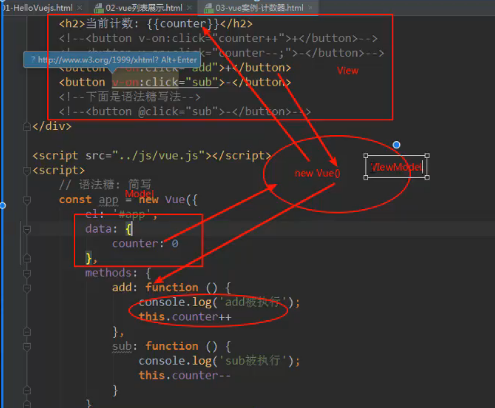 01-HelloVuejs.html × 02-vue列表展示.html × 03-vue案例-计数器.html ×
<h2>当前计数: {{counter}}</h2>
<!--<button v-on:click="counter++">+</button>-->
<!--<button v-on:click="counter--;">-</button>-->
? http://www.w3.org/1999/xhtml? Alt+Enter
<button v-on:click="add">+</button>
<button v-on:click="sub">-</button>
View
<!--下面是语法糖写法-->
<!--<button @click="sub">-</button>-->
</div>
<script src="../js/vue.js"></script>
ViewModel
<script>
new Vue()
// 语法糖: 简写
Model
const app = new Vue({
el: '#app',
data: {
counter: 0
},
methods: {
add: function () {
console.log('add被执行');
this.counter++
},
sub: function () {
console.log('sub被执行');
this.counter--
}
}